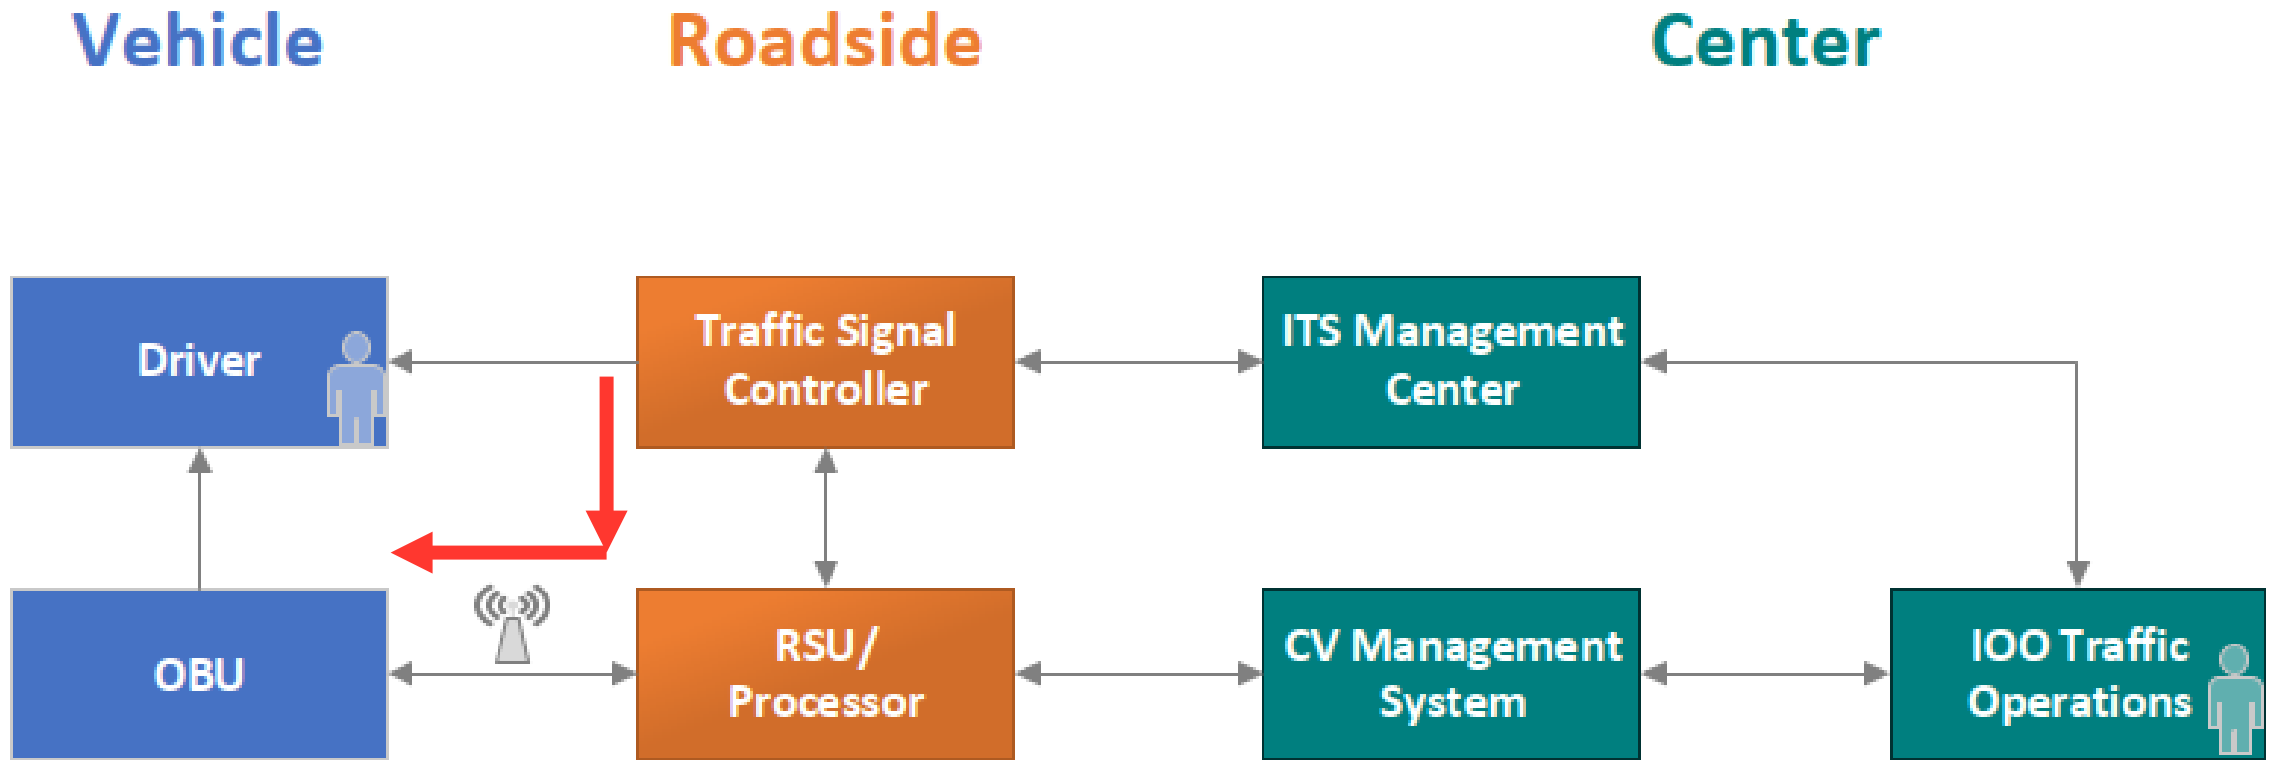 Vehicle
Roadside
Center
Driver
Traffic Signal
Controller
ITS Management
Center
OBU
RSU/
Processor
CV Management
System
IOO Traffic
Operations